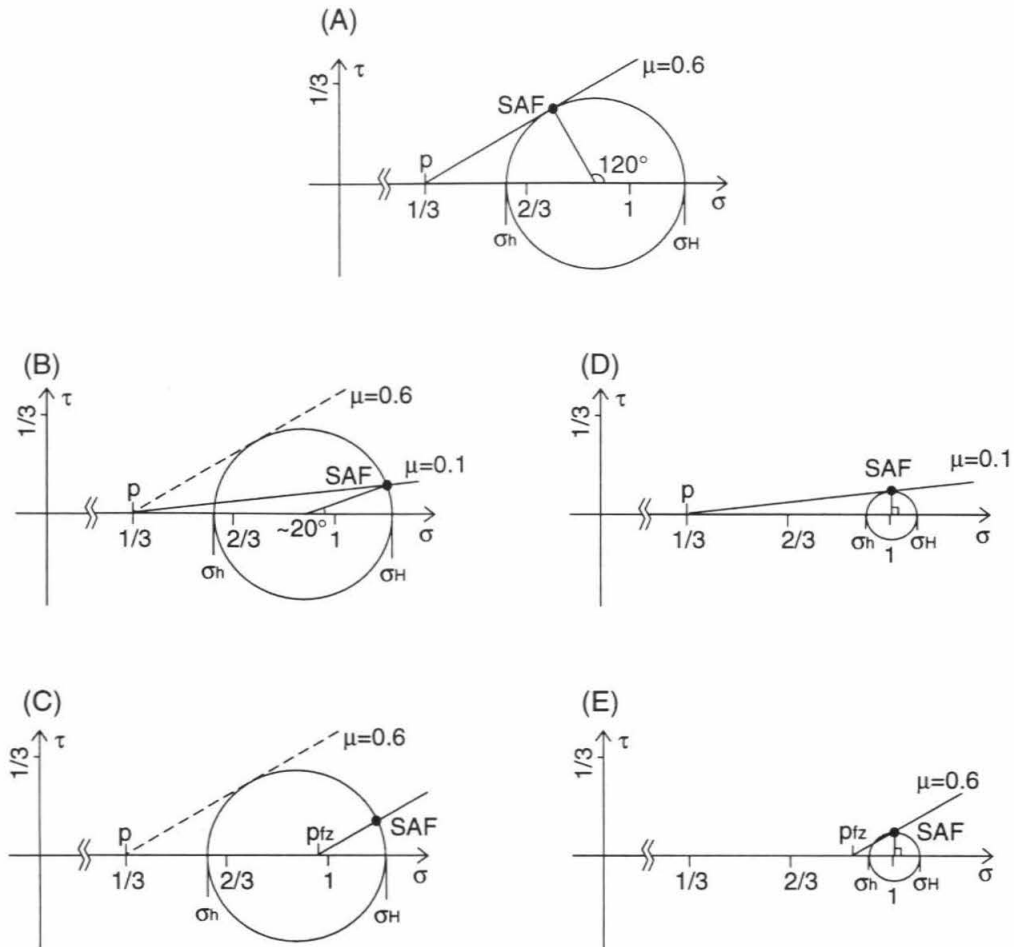 (A)
1/3 τ μ=0.6
SAF
p 120°
1/3 2/3 1 σ
σh σH
(B)
1/3 τ μ=0.6
SAF μ=0.1
p
1/3 2/3 ~20° 1 σ
σh σH
(D)
1/3 τ
SAF μ=0.1
p
1/3 2/3 σh 1 σH σ
(C)
1/3 τ μ=0.6
p pfz SAF
1/3 2/3 1 σ
σh σH
(E)
1/3 τ μ=0.6
pfz SAF
1/3 2/3 σh 1 σH σ